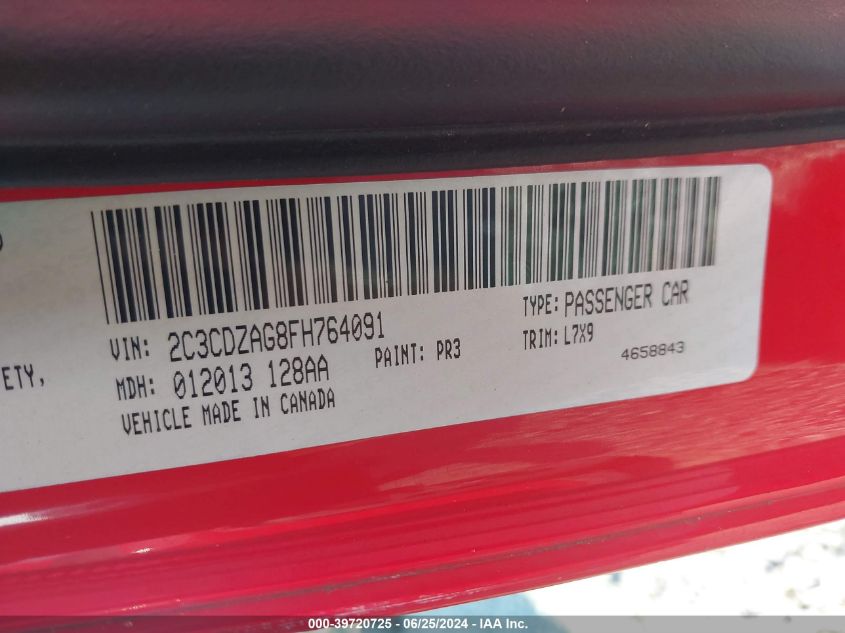 VIN: 2C3CDZAG8FH764091
TYPE: PASSENGER CAR
ETY,
MDH: 012013 128AA
PAINT: PR3
TRIM: L7X9
4658843
VEHICLE MADE IN CANADA
000-39720725 - 06/25/2024 - IAA Inc.